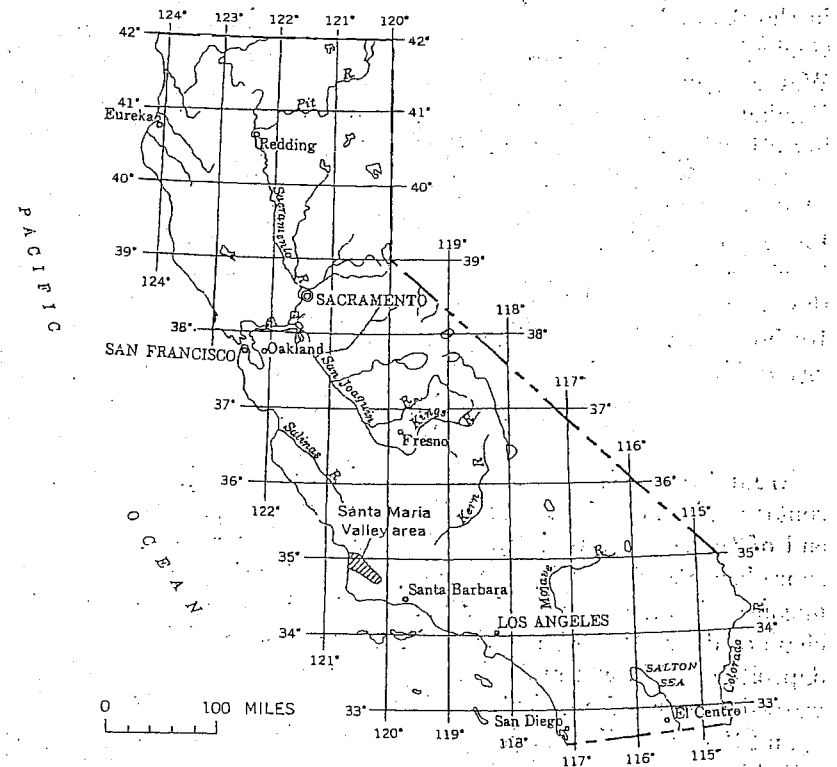 124° 123° 122° 121° 120°
42° 42°
R
Pit
41° 41°
Eureka
Redding
40° 40°
Sacramento R
119°
39° 39°
124°
118°
SACRAMENTO
38° 38°
SAN FRANCISCO
Oakland
San Joaquin
117°
R
Kings
R
37° 37°
Fresno
Salinas
R
116°
R
Kern
36° 36°
122°
115°
Santa Maria
Valley area
35° 35°
R
Mojave
Santa Barbara
LOS ANGELES
34° 34°
R
Colorado
121°
SALTON
SEA
33° 33°
San Diego
El Centro
120° 119° 118° 117° 116° 115°
0 100 MILES
PACIFIC
OCEAN